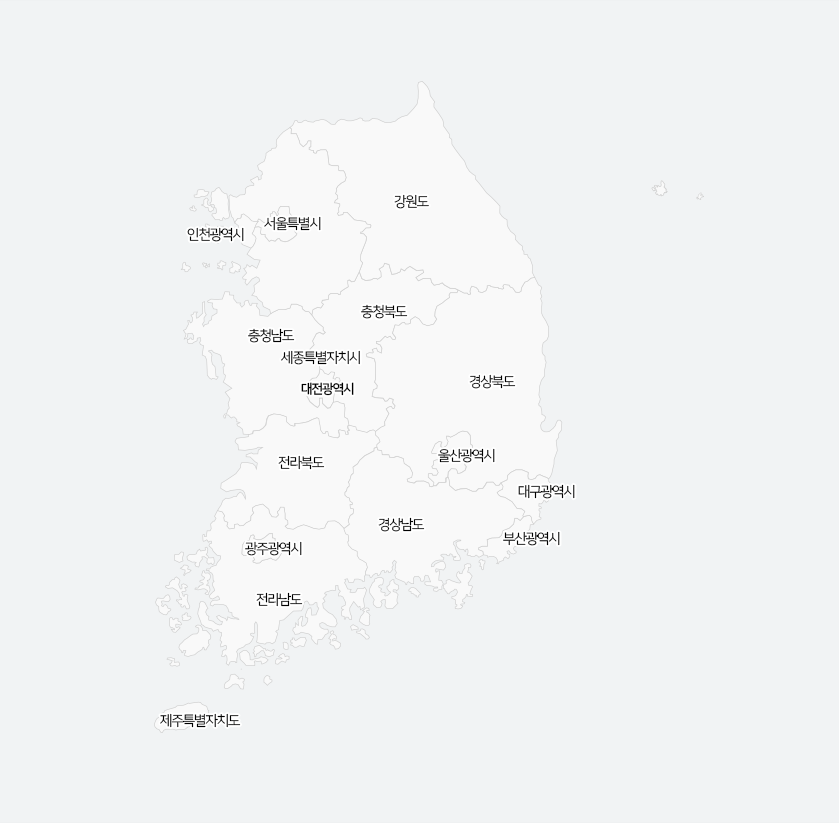 강원도
서울특별시
인천광역시
충청북도
충청남도
세종특별자치시
경상북도
대전광역시
울산광역시
전라북도
대구광역시
경상남도
부산광역시
광주광역시
전라남도
제주특별자치도